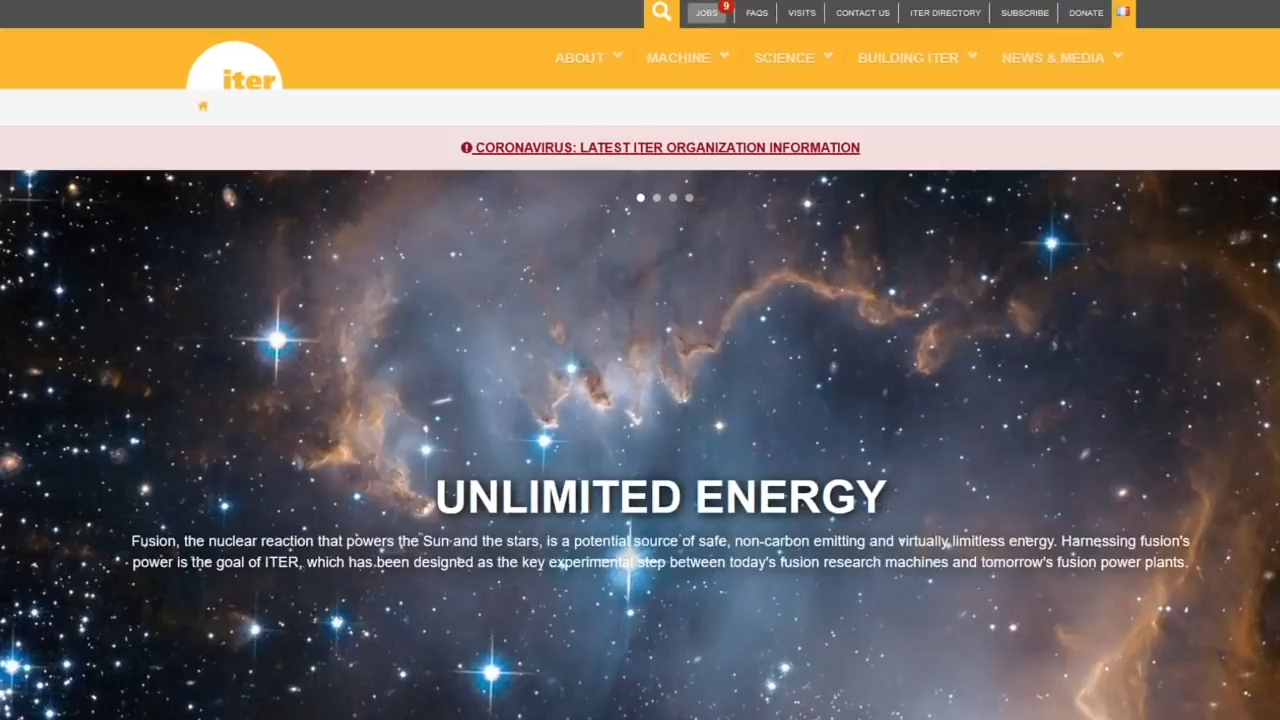 JOBS 9 FAQS VISITS CONTACT US ITER DIRECTORY SUBSCRIBE DONATE
iter
ABOUT MACHINE SCIENCE BUILDING ITER NEWS & MEDIA
CORONAVIRUS: LATEST ITER ORGANIZATION INFORMATION
UNLIMITED ENERGY
Fusion, the nuclear reaction that powers the Sun and the stars, is a potential source of safe, non-carbon emitting and virtually limitless energy. Harnessing fusion's
power is the goal of ITER, which has been designed as the key experimental step between today's fusion research machines and tomorrow's fusion power plants.